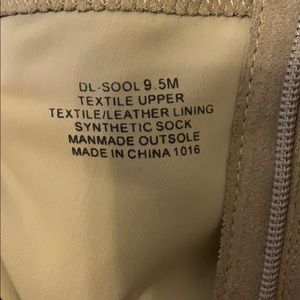 DL-SOOL 9.5M
TEXTILE UPPER
TEXTILE/LEATHER LINING
SYNTHETIC SOCK
MANMADE OUTSOLE
MADE IN CHINA 1016